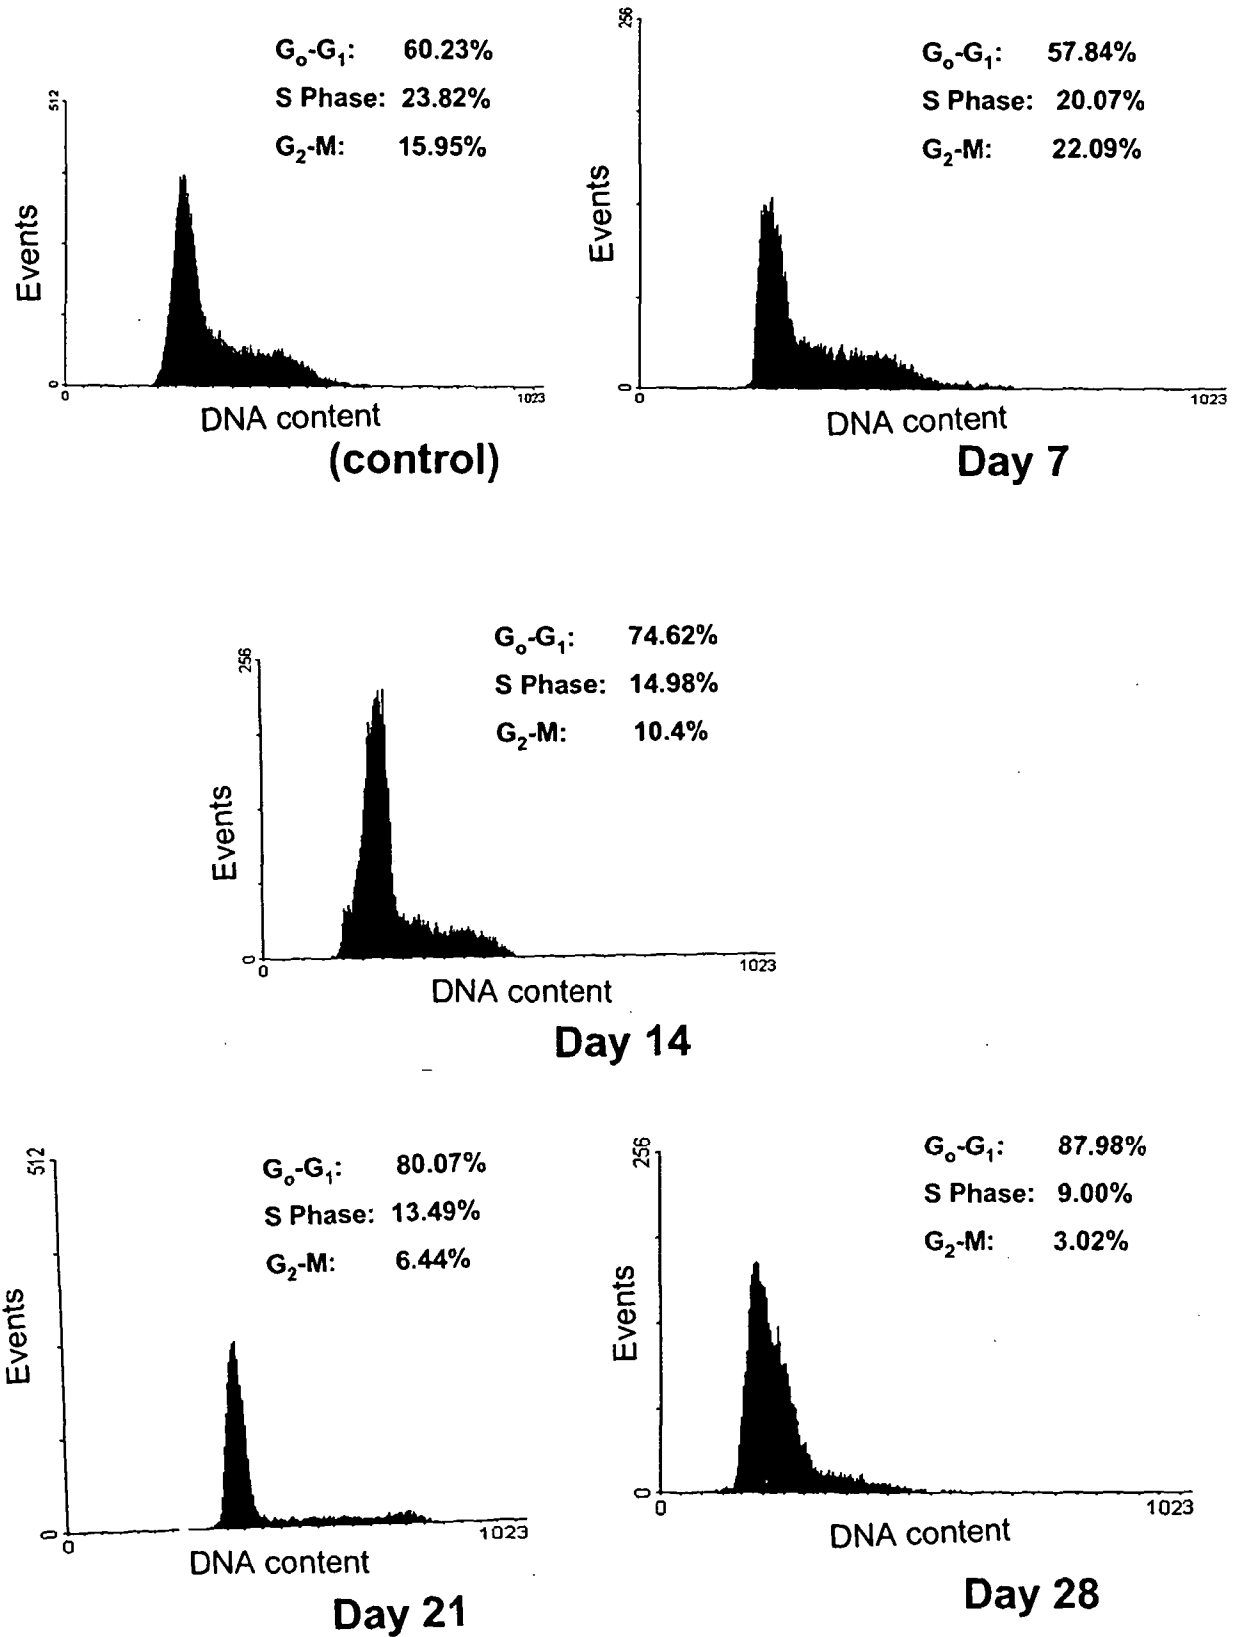 G₀-G₁: 60.23%
S Phase: 23.82%
G₂-M: 15.95%
512
Events
0
0
1023
DNA content
(control)
256
G₀-G₁: 57.84%
S Phase: 20.07%
G₂-M: 22.09%
Events
0
0
1023
DNA content
Day 7
256
G₀-G₁: 74.62%
S Phase: 14.98%
G₂-M: 10.4%
Events
0
0
1023
DNA content
Day 14
512
G₀-G₁: 80.07%
S Phase: 13.49%
G₂-M: 6.44%
Events
0
0
1023
DNA content
Day 21
256
G₀-G₁: 87.98%
S Phase: 9.00%
G₂-M: 3.02%
Events
0
0
1023
DNA content
Day 28